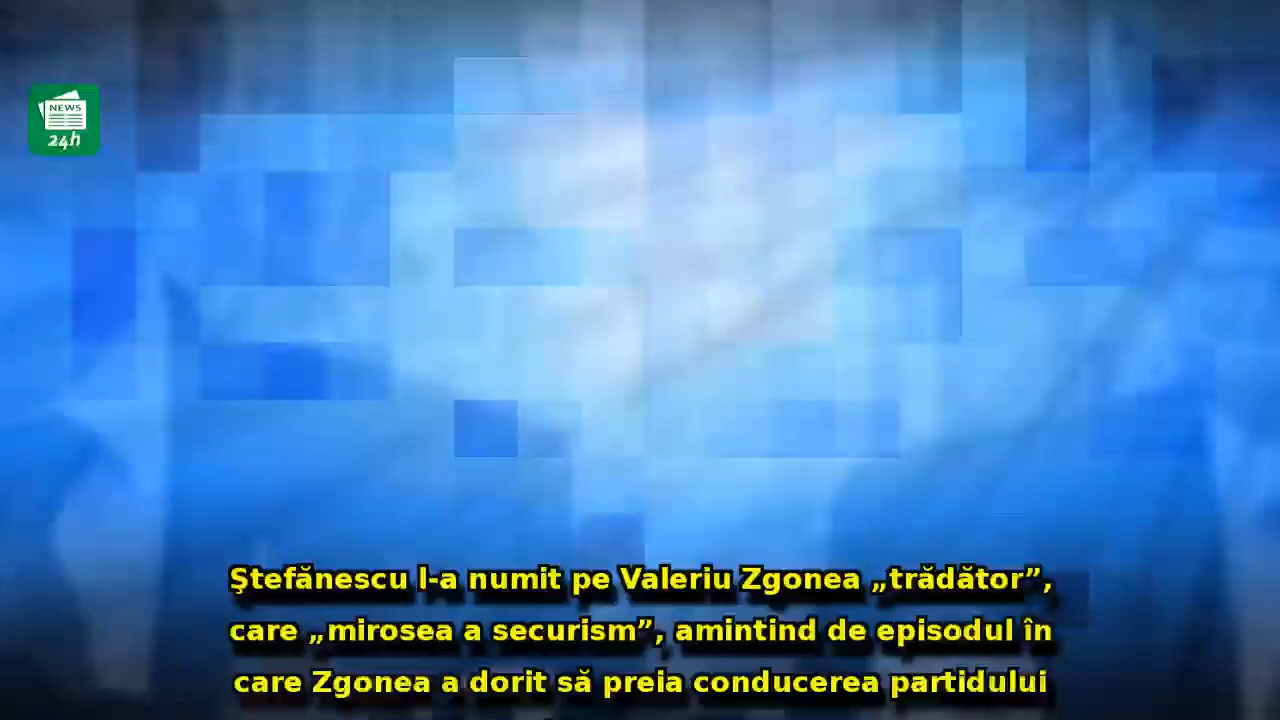 NEWS
24h
Ştefănescu l-a numit pe Valeriu Zgonea „trădător”,
care „mirosea a securism”, amintind de episodul în
care Zgonea a dorit să preia conducerea partidului